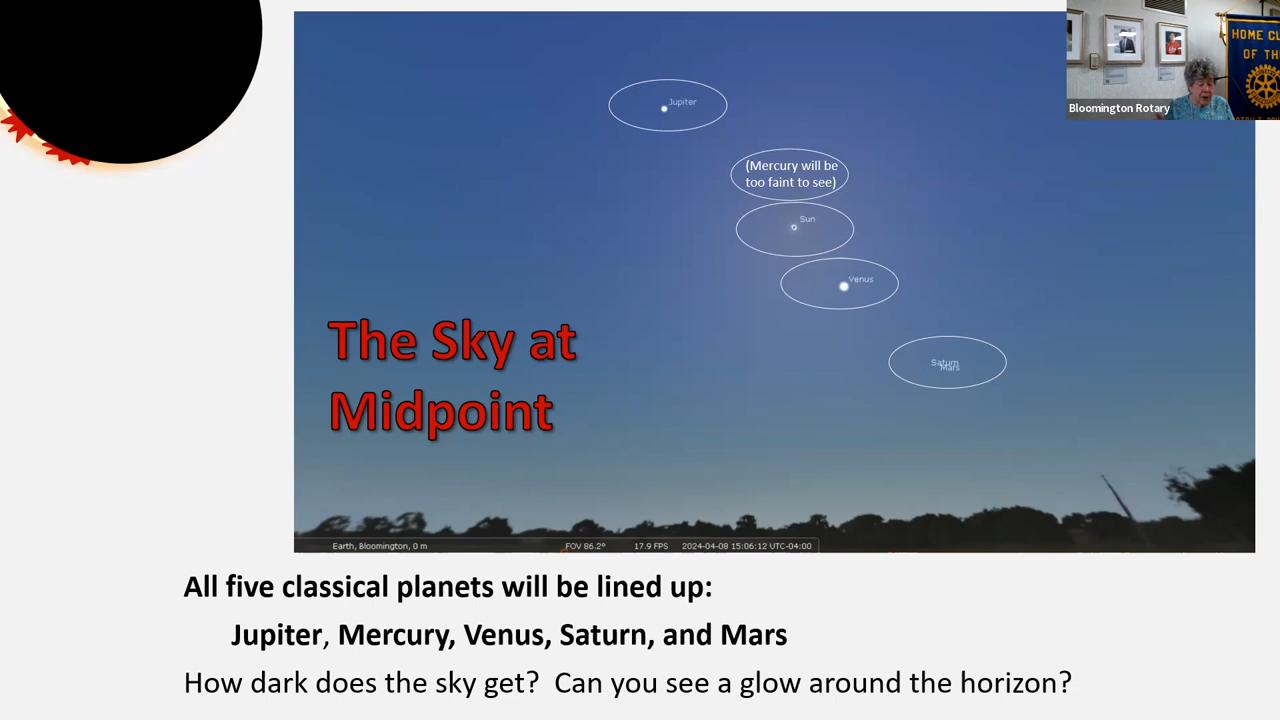 Jupiter
HOME CL
OF TH
Bloomington Rotary
(Mercury will be
too faint to see)
Sun
Venus
The Sky at
Midpoint
Saturn
Mars
Earth, Bloomington, 0 m FOV 86.2° 17.9 FPS 2024-04-08 15:06:12 UTC-04:00
All five classical planets will be lined up:
Jupiter, Mercury, Venus, Saturn, and Mars
How dark does the sky get? Can you see a glow around the horizon?